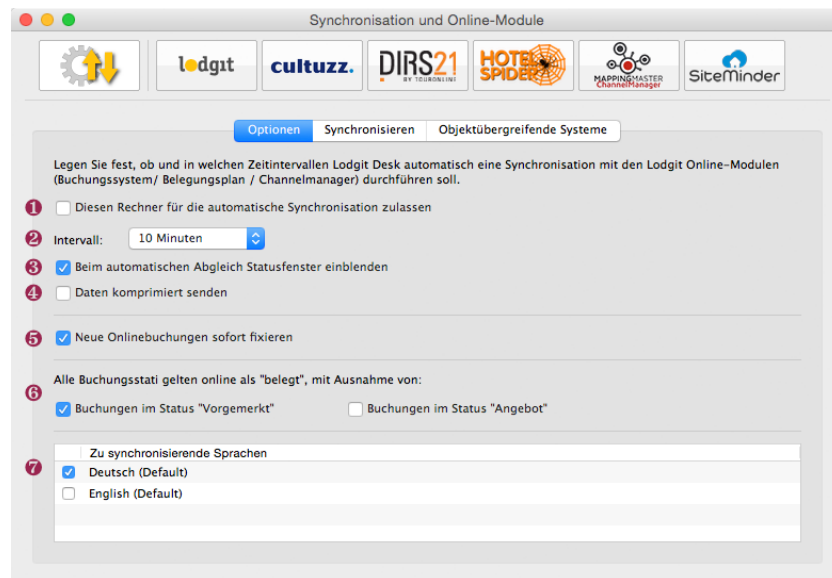 Synchronisation und Online-Module
lodgit
cultuzz.
DIRS21
BY TOURONLINE
HOTEL
SPIDER
MAPPINGMASTER
ChannelManager
SiteMinder
Optionen Synchronisieren Objektübergreifende Systeme
Legen Sie fest, ob und in welchen Zeitintervallen Lodgit Desk automatisch eine Synchronisation mit den Lodgit Online-Modulen
(Buchungssystem/ Belegungsplan / Channelmanager) durchführen soll.
1 Diesen Rechner für die automatische Synchronisation zulassen
2 Intervall: 10 Minuten
3 Beim automatischen Abgleich Statusfenster einblenden
4 Daten komprimiert senden
5 Neue Onlinebuchungen sofort fixieren
Alle Buchungsstati gelten online als "belegt", mit Ausnahme von:
6
Buchungen im Status "Vorgemerkt" Buchungen im Status "Angebot"
Zu synchronisierende Sprachen
7 Deutsch (Default)
English (Default)